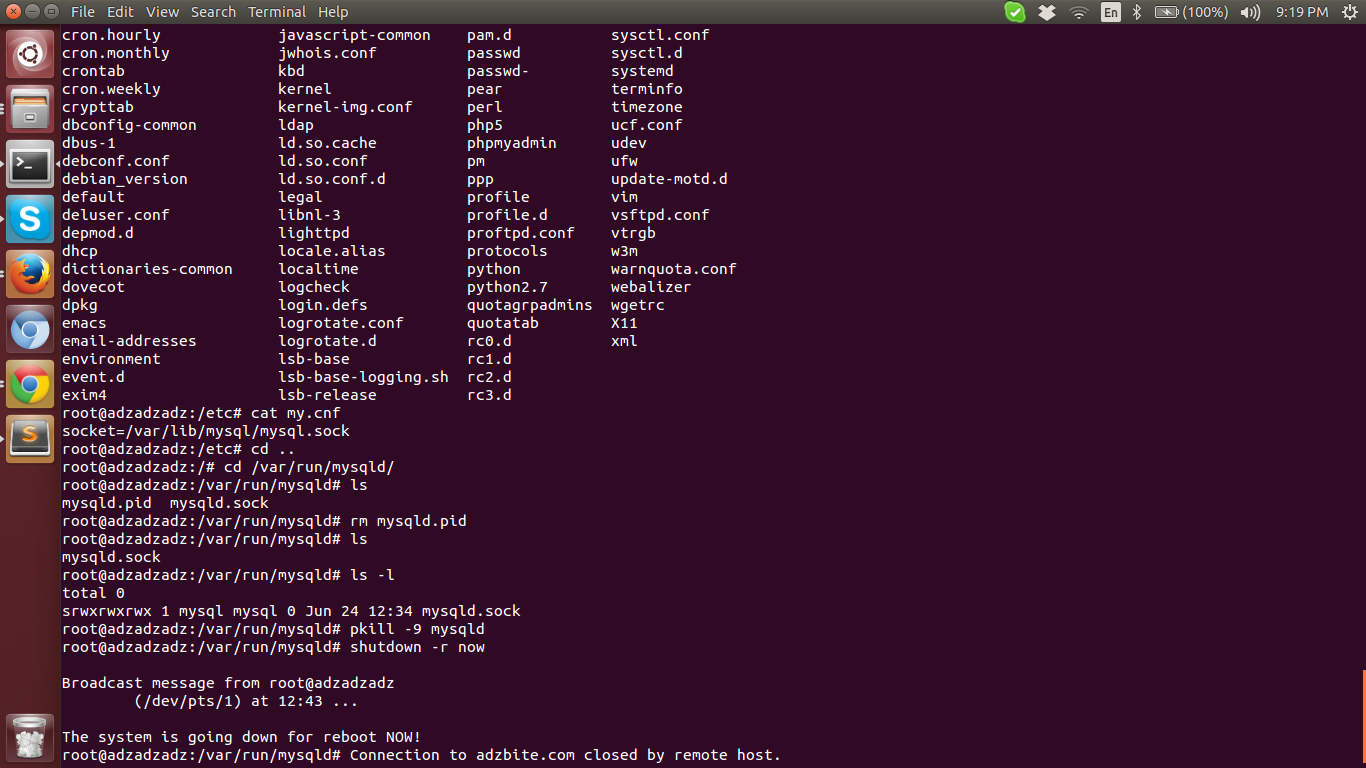 File Edit View Search Terminal Help En (100%) 9:19 PM
cron.hourly javascript-common pam.d sysctl.conf
cron.monthly jwhois.conf passwd sysctl.d
crontab kbd passwd- systemd
cron.weekly kernel pear terminfo
crypttab kernel-img.conf perl timezone
dbconfig-common ldap php5 ucf.conf
dbus-1 ld.so.cache phpmyadmin udev
debconf.conf ld.so.conf pm ufw
debian_version ld.so.conf.d ppp update-motd.d
default legal profile vim
deluser.conf libnl-3 profile.d vsftpd.conf
depmod.d lighttpd proftpd.conf vtrgb
dhcp locale.alias protocols w3m
dictionaries-common localtime python warnquota.conf
dovecot logcheck python2.7 webalizer
dpkg login.defs quotagrpadmins wgetrc
emacs logrotate.conf quotatab X11
email-addresses logrotate.d rc0.d xml
environment lsb-base rc1.d
event.d lsb-base-logging.sh rc2.d
exim4 lsb-release rc3.d
root@adzadzadz:/etc# cat my.cnf
socket=/var/lib/mysql/mysql.sock
root@adzadzadz:/etc# cd ..
root@adzadzadz:/# cd /var/run/mysqld/
root@adzadzadz:/var/run/mysqld# ls
mysqld.pid mysqld.sock
root@adzadzadz:/var/run/mysqld# rm mysqld.pid
root@adzadzadz:/var/run/mysqld# ls
mysqld.sock
root@adzadzadz:/var/run/mysqld# ls -l
total 0
srwxrwxrwx 1 mysql mysql 0 Jun 24 12:34 mysqld.sock
root@adzadzadz:/var/run/mysqld# pkill -9 mysqld
root@adzadzadz:/var/run/mysqld# shutdown -r now
Broadcast message from root@adzadzadz
(/dev/pts/1) at 12:43 ...
The system is going down for reboot NOW!
root@adzadzadz:/var/run/mysqld# Connection to adzbite.com closed by remote host.